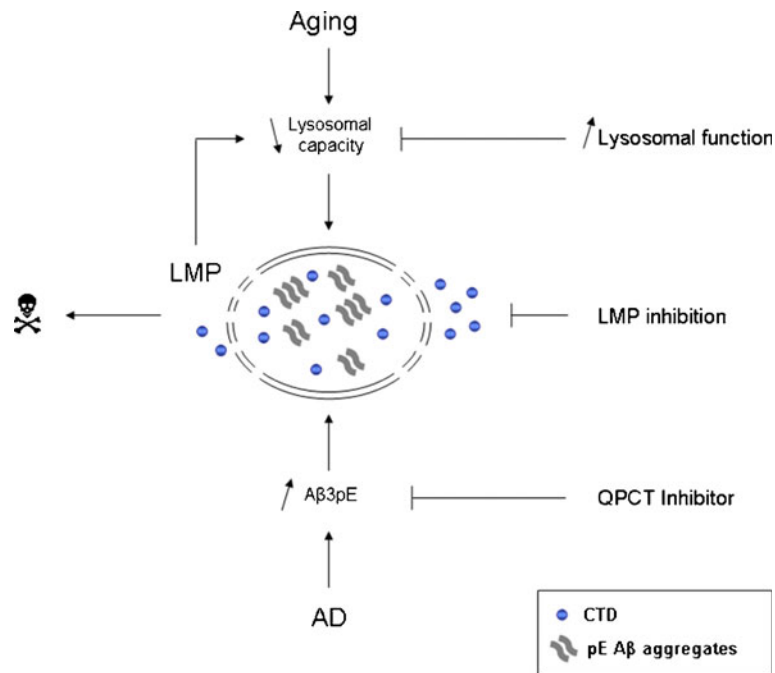 Aging
Lysosomal
capacity
Lysosomal function
LMP
LMP inhibition
Aβ3pE
QPCT Inhibitor
AD
CTD
pE Aβ aggregates